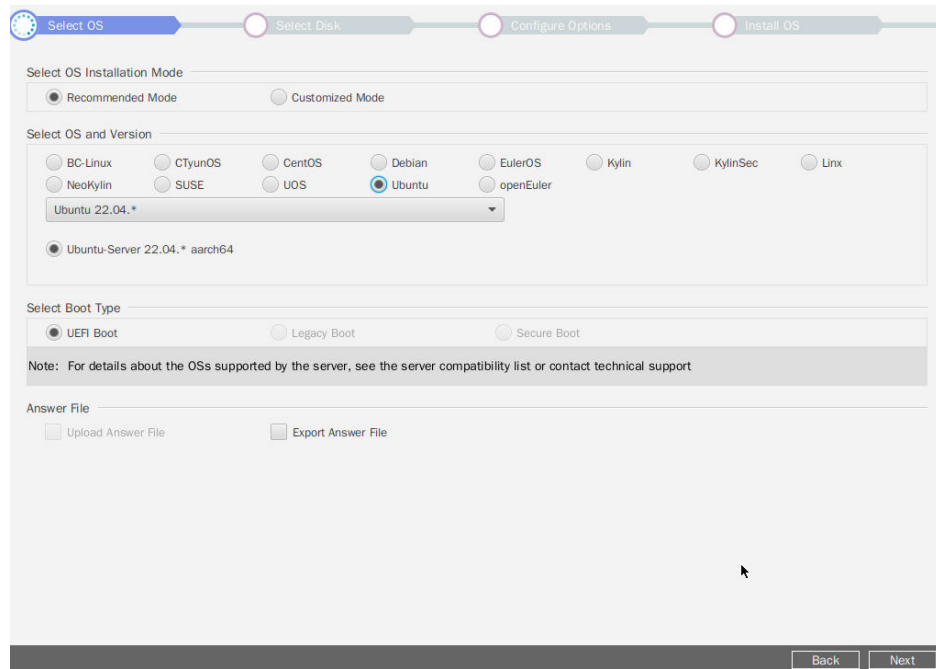 Select OS Select Disk Configure Options Install OS
Select OS Installation Mode
Recommended Mode Customized Mode
Select OS and Version
BC-Linux CTyunOS CentOS Debian EulerOS Kylin KylinSec Linx
NeoKylin SUSE UOS Ubuntu openEuler
Ubuntu 22.04.*
Ubuntu-Server 22.04.* aarch64
Select Boot Type
UEFI Boot Legacy Boot Secure Boot
Note: For details about the OSs supported by the server, see the server compatibility list or contact technical support
Answer File
Upload Answer File Export Answer File
Back Next